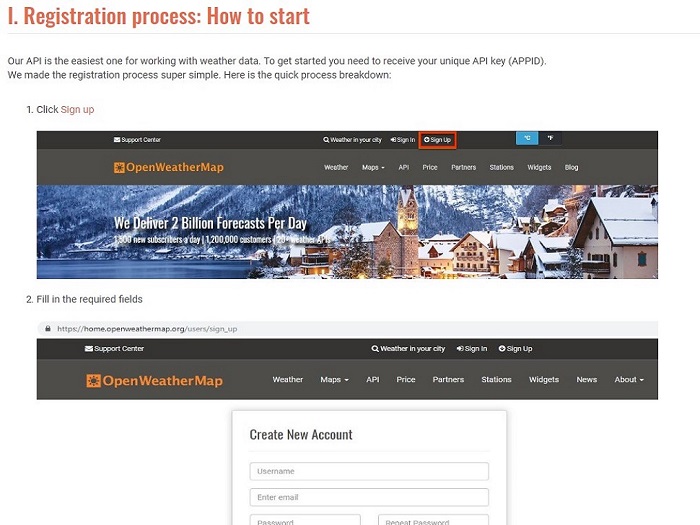 I. Registration process: How to start
Our API is the easiest one for working with weather data. To get started you need to receive your unique API key (APPID).
We made the registration process super simple. Here is the quick process breakdown:
1. Click Sign up
Support Center Weather in your city Sign In Sign Up °C °F
OpenWeatherMap Weather Maps API Price Partners Stations Widgets Blog
We Deliver 2 Billion Forecasts Per Day
new subscribers a day | 1,200,000 customers | 20+ weather APIs
2. Fill in the required fields
https://home.openweathermap.org/users/sign_up
Support Center Weather in your city Sign In Sign Up
OpenWeatherMap Weather Maps API Price Partners Stations Widgets News About
Create New Account
Username
Enter email
Password Repeat Password